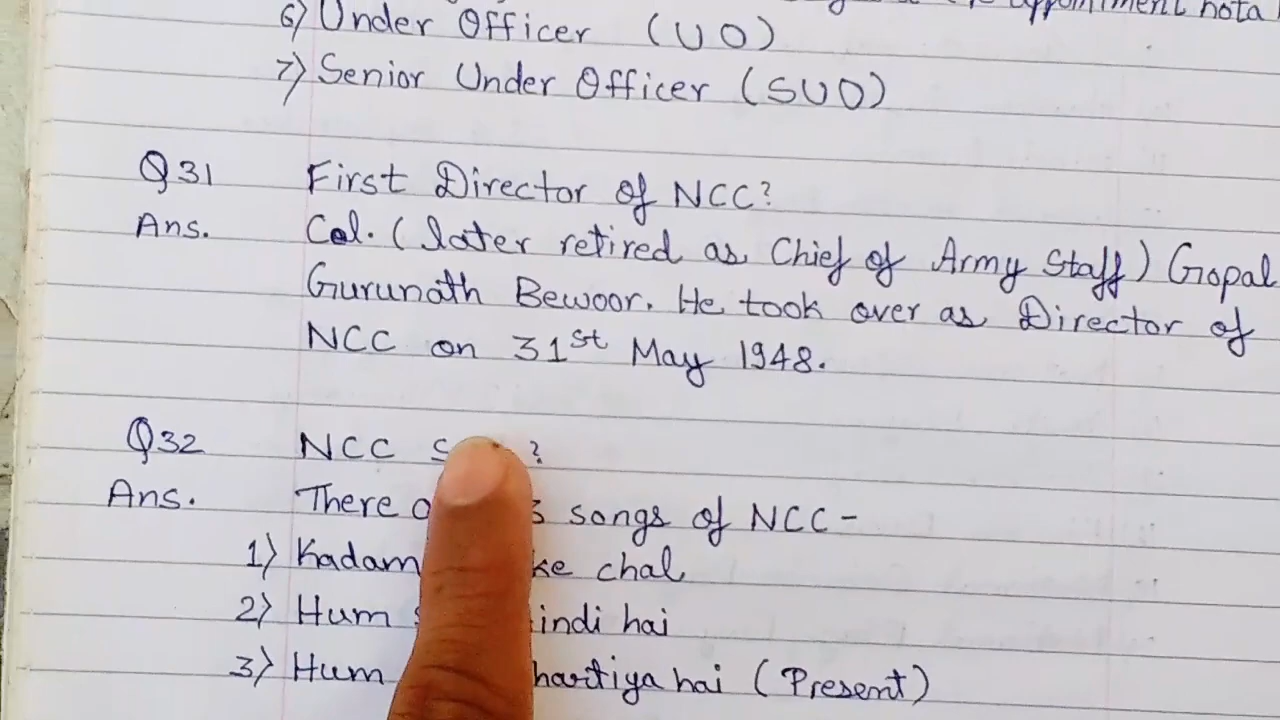 appointment nota
6) Under Officer (UO)
7) Senior Under Officer (SUO)
Q31 First Director of NCC?
Ans. Col. (later retired as Chief of Army Staff) Gopal
Gurunath Bewoor. He took over as Director of
NCC on 31st May 1948.
Q32 NCC ?
Ans. There songs of NCC-
1) Kadam ke chal
2) Hum indi hai
3) Hum hartiya hai (Present)